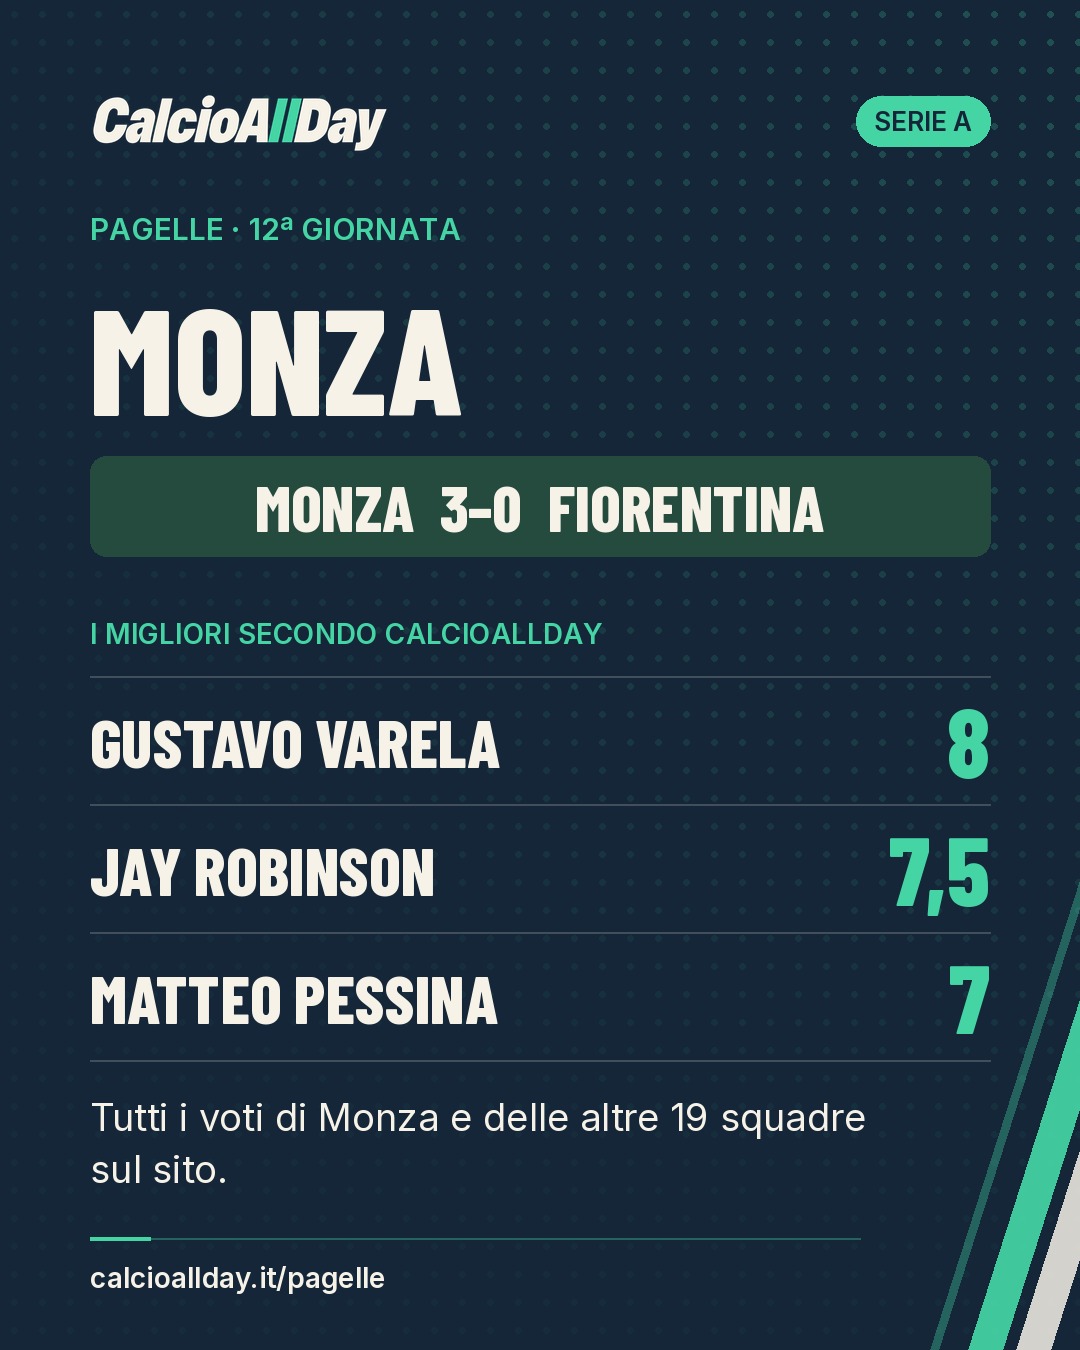 CalcioAllDay
SERIE A
PAGELLE · 12ª GIORNATA
MONZA
MONZA 3–0 FIORENTINA
I MIGLIORI SECONDO CALCIOALLDAY
GUSTAVO VARELA 8
JAY ROBINSON 7,5
MATTEO PESSINA 7
Tutti i voti di Monza e delle altre 19 squadre
sul sito.
calcioallday.it/pagelle